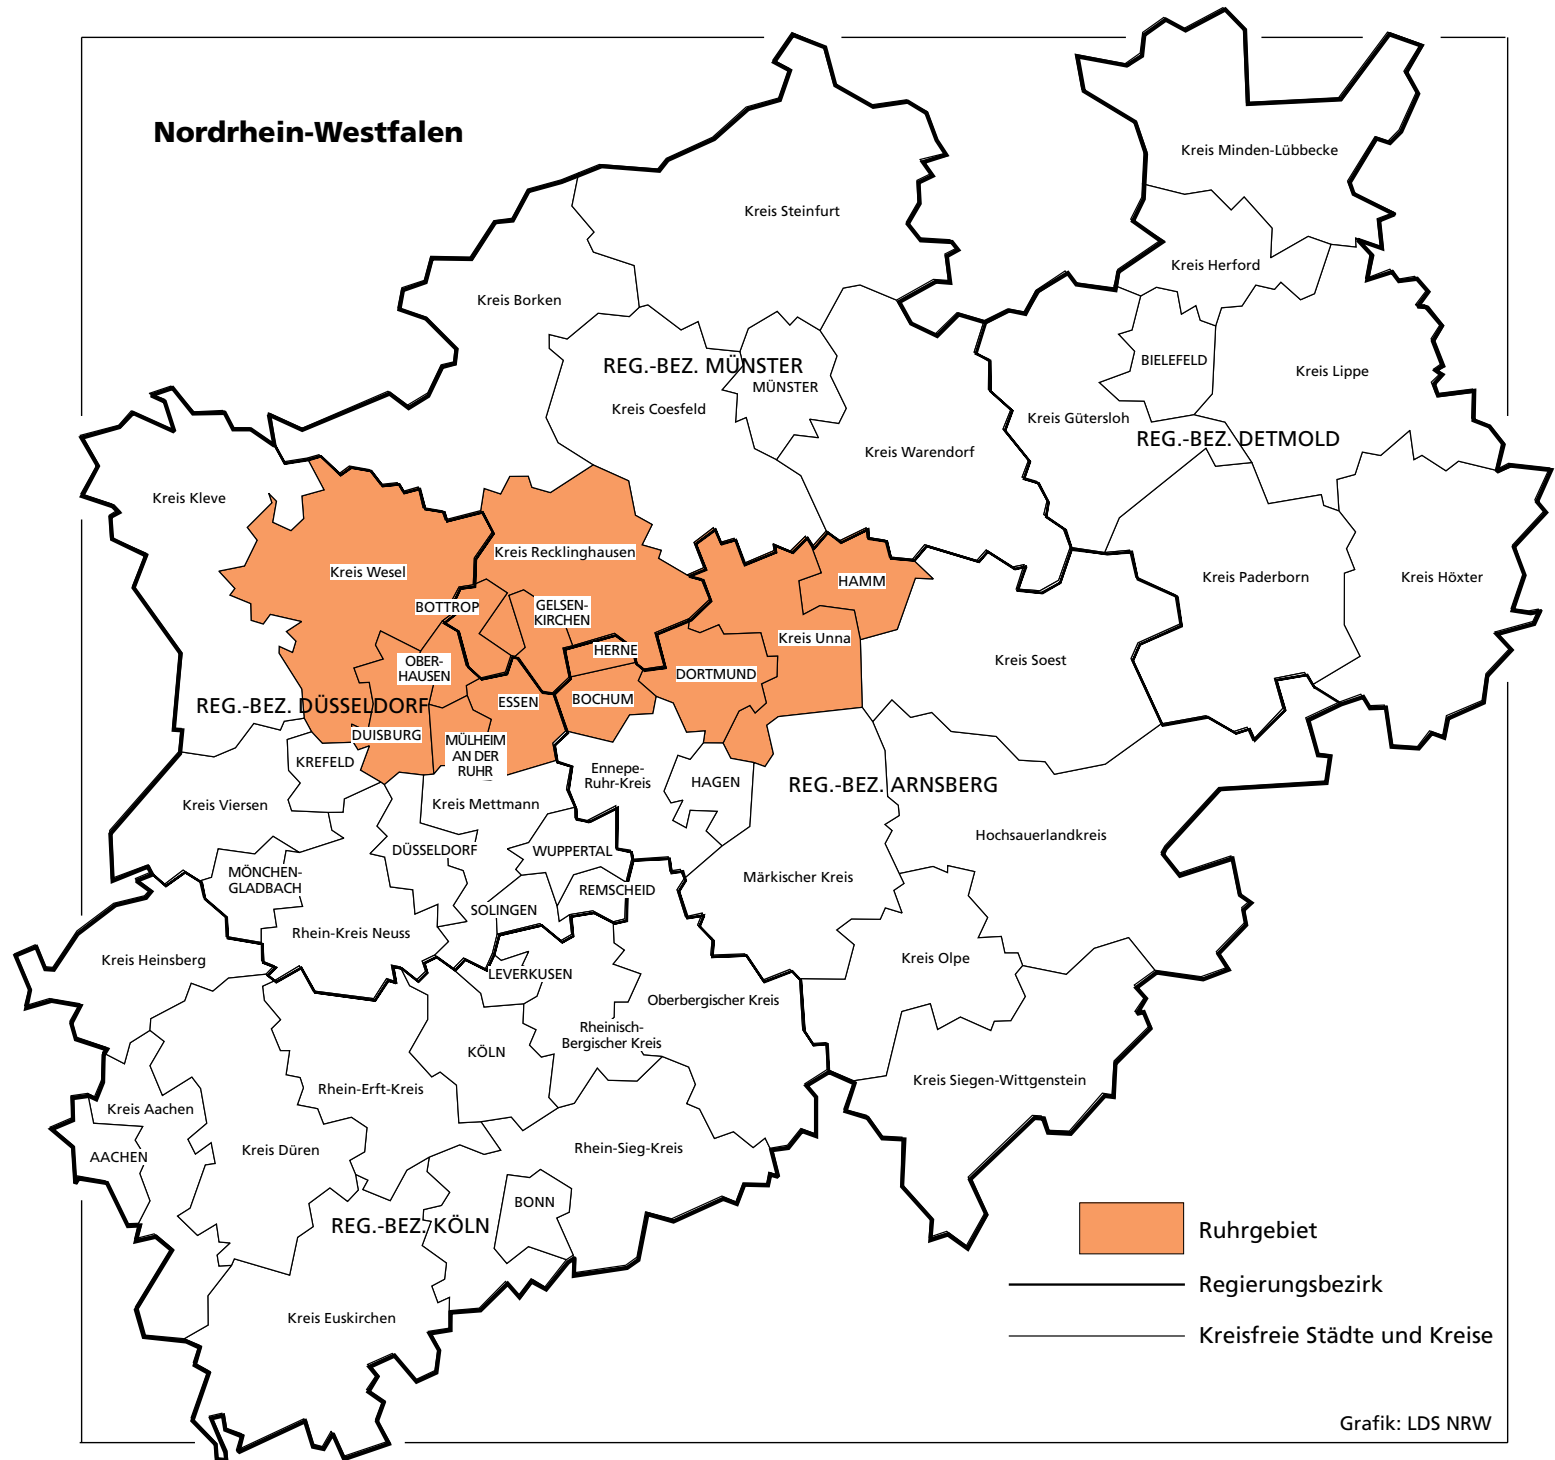 Nordrhein-Westfalen
Kreis Minden-Lübbecke
Kreis Steinfurt
Kreis Herford
Kreis Borken
BIELEFELD
REG.-BEZ. MÜNSTER
Kreis Lippe
MÜNSTER
Kreis Coesfeld
Kreis Gütersloh
REG.-BEZ. DETMOLD
Kreis Warendorf
Kreis Kleve
Kreis Recklinghausen
Kreis Wesel
HAMM
Kreis Paderborn
Kreis Höxter
BOTTROP
GELSEN-
KIRCHEN
Kreis Unna
HERNE
Kreis Soest
OBER-
HAUSEN
DORTMUND
REG.-BEZ. DÜSSELDORF
ESSEN
BOCHUM
DUISBURG
MÜLHEIM
AN DER
RUHR
KREFELD
Ennepe-
Ruhr-Kreis
HAGEN
REG.-BEZ. ARNSBERG
Kreis Viersen
Kreis Mettmann
Hochsauerlandkreis
DÜSSELDORF
WUPPERTAL
MÖNCHEN-
GLADBACH
Märkischer Kreis
REMSCHEID
SOLINGEN
Rhein-Kreis Neuss
Kreis Heinsberg
Kreis Olpe
LEVERKUSEN
Oberbergischer Kreis
Rheinisch-
Bergischer Kreis
KÖLN
Kreis Siegen-Wittgenstein
Rhein-Erft-Kreis
Kreis Aachen
Kreis Düren
Rhein-Sieg-Kreis
AACHEN
BONN
REG.-BEZ. KÖLN
Kreis Euskirchen
Ruhrgebiet
Regierungsbezirk
Kreisfreie Städte und Kreise
Grafik: LDS NRW